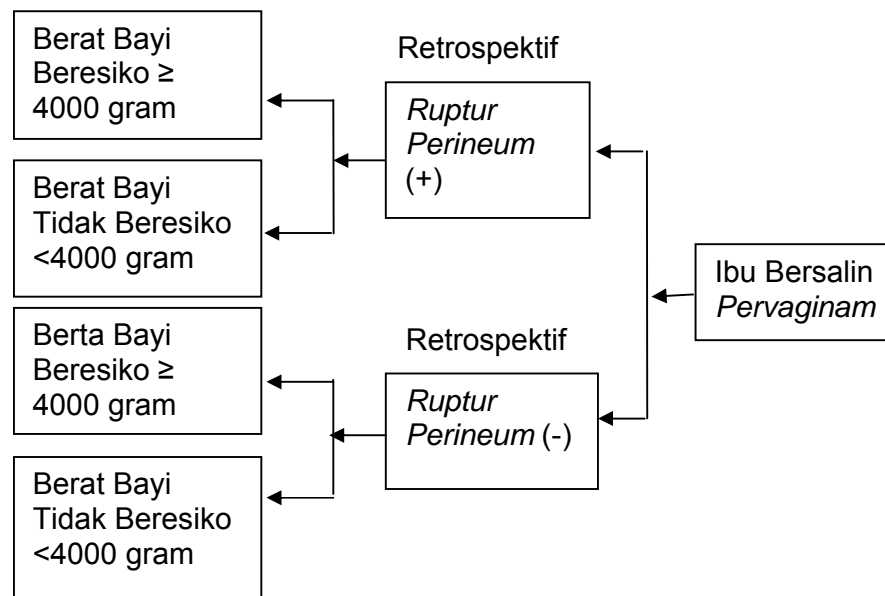 Berat Bayi
Beresiko ≥
4000 gram
Berat Bayi
Tidak Beresiko
<4000 gram
Berta Bayi
Beresiko ≥
4000 gram
Berat Bayi
Tidak Beresiko
<4000 gram
Retrospektif
Ruptur
Perineum
(+)
Retrospektif
Ruptur
Perineum (-)
Ibu Bersalin
Pervaginam